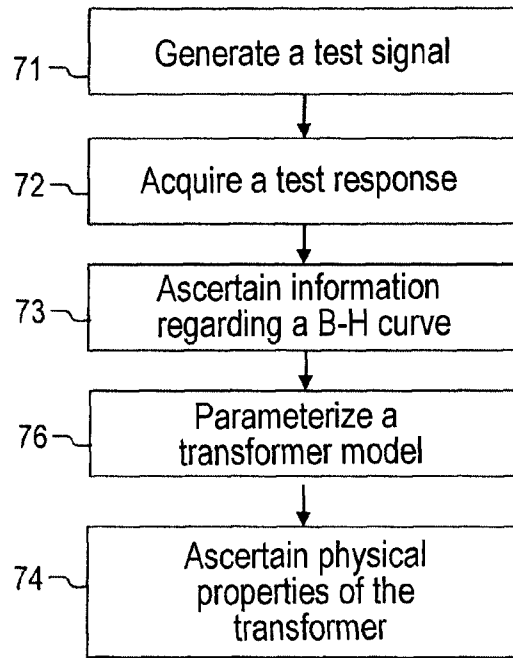 71
Generate a test signal
72
Acquire a test response
73
Ascertain information
regarding a B-H curve
76
Parameterize a
transformer model
74
Ascertain physical
properties of the
transformer